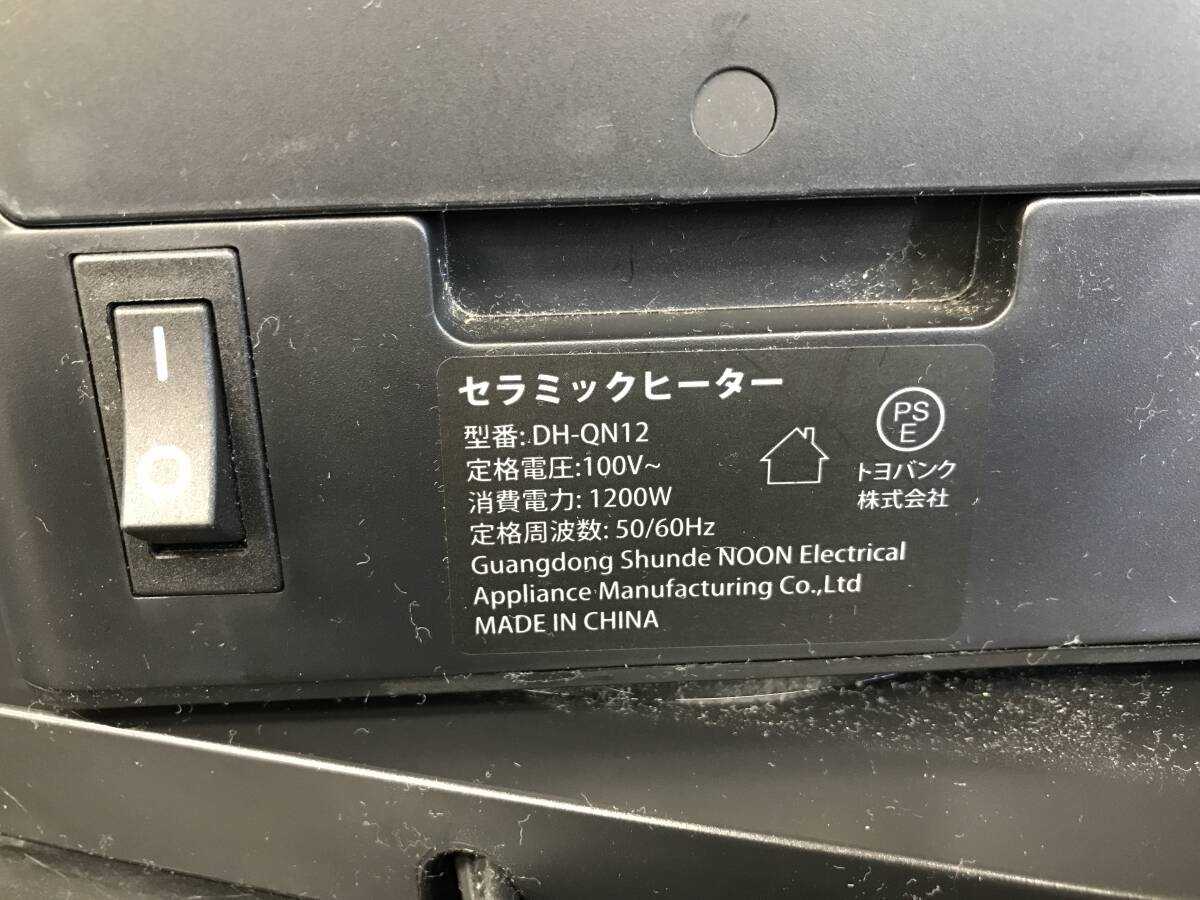 セラミックヒーター
型番: DH-QN12
定格電圧:100V~
消費電力: 1200W
定格周波数: 50/60Hz
Guangdong Shunde NOON Electrical
Appliance Manufacturing Co.,Ltd
MADE IN CHINA
PS
E
トヨバンク
株式会社